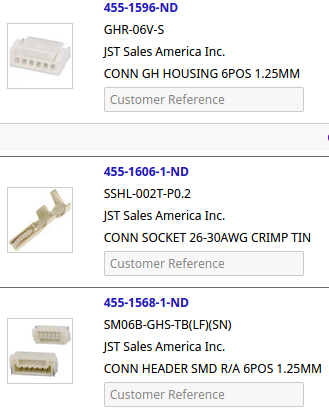 455-1596-ND
GHR-06V-S
JST Sales America Inc.
CONN GH HOUSING 6POS 1.25MM
Customer Reference
455-1606-1-ND
SSHL-002T-P0.2
JST Sales America Inc.
CONN SOCKET 26-30AWG CRIMP TIN
Customer Reference
455-1568-1-ND
SM06B-GHS-TB(LF)(SN)
JST Sales America Inc.
CONN HEADER SMD R/A 6POS 1.25MM
Customer Reference